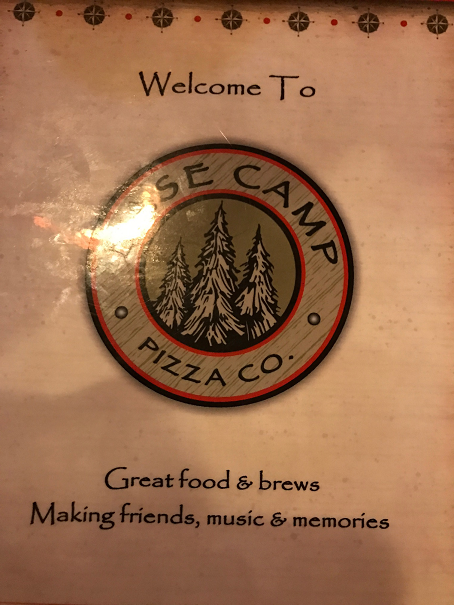 Welcome To
CAMP
PIZZA CO.
Great food & brews
Making friends, music & memories